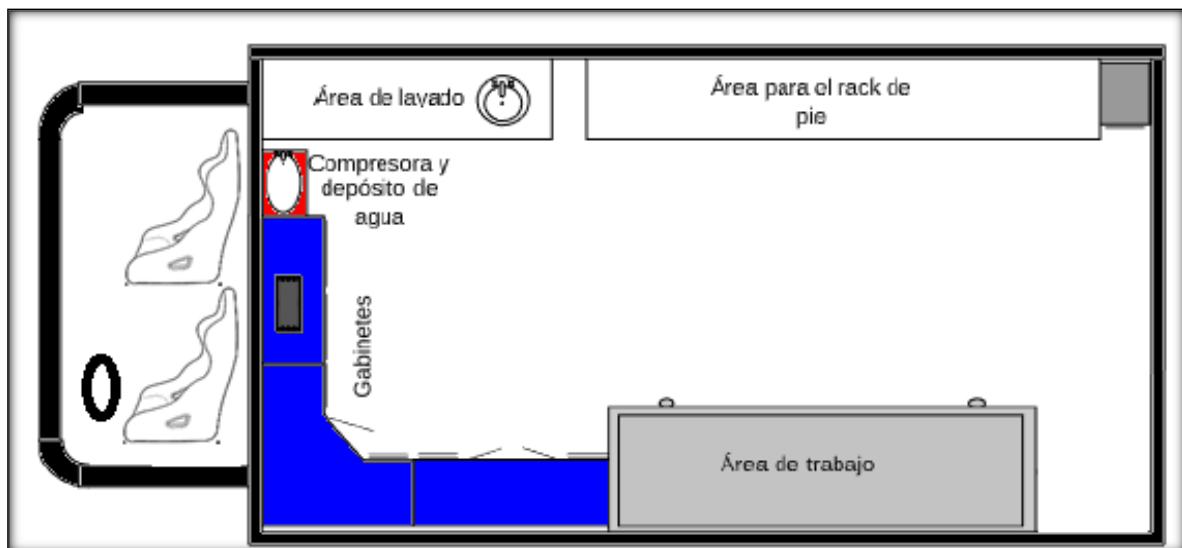 Área de lavado
Área para el rack de
pie
Compresora y
depósito de
agua
Gabinetes
Área de trabajo